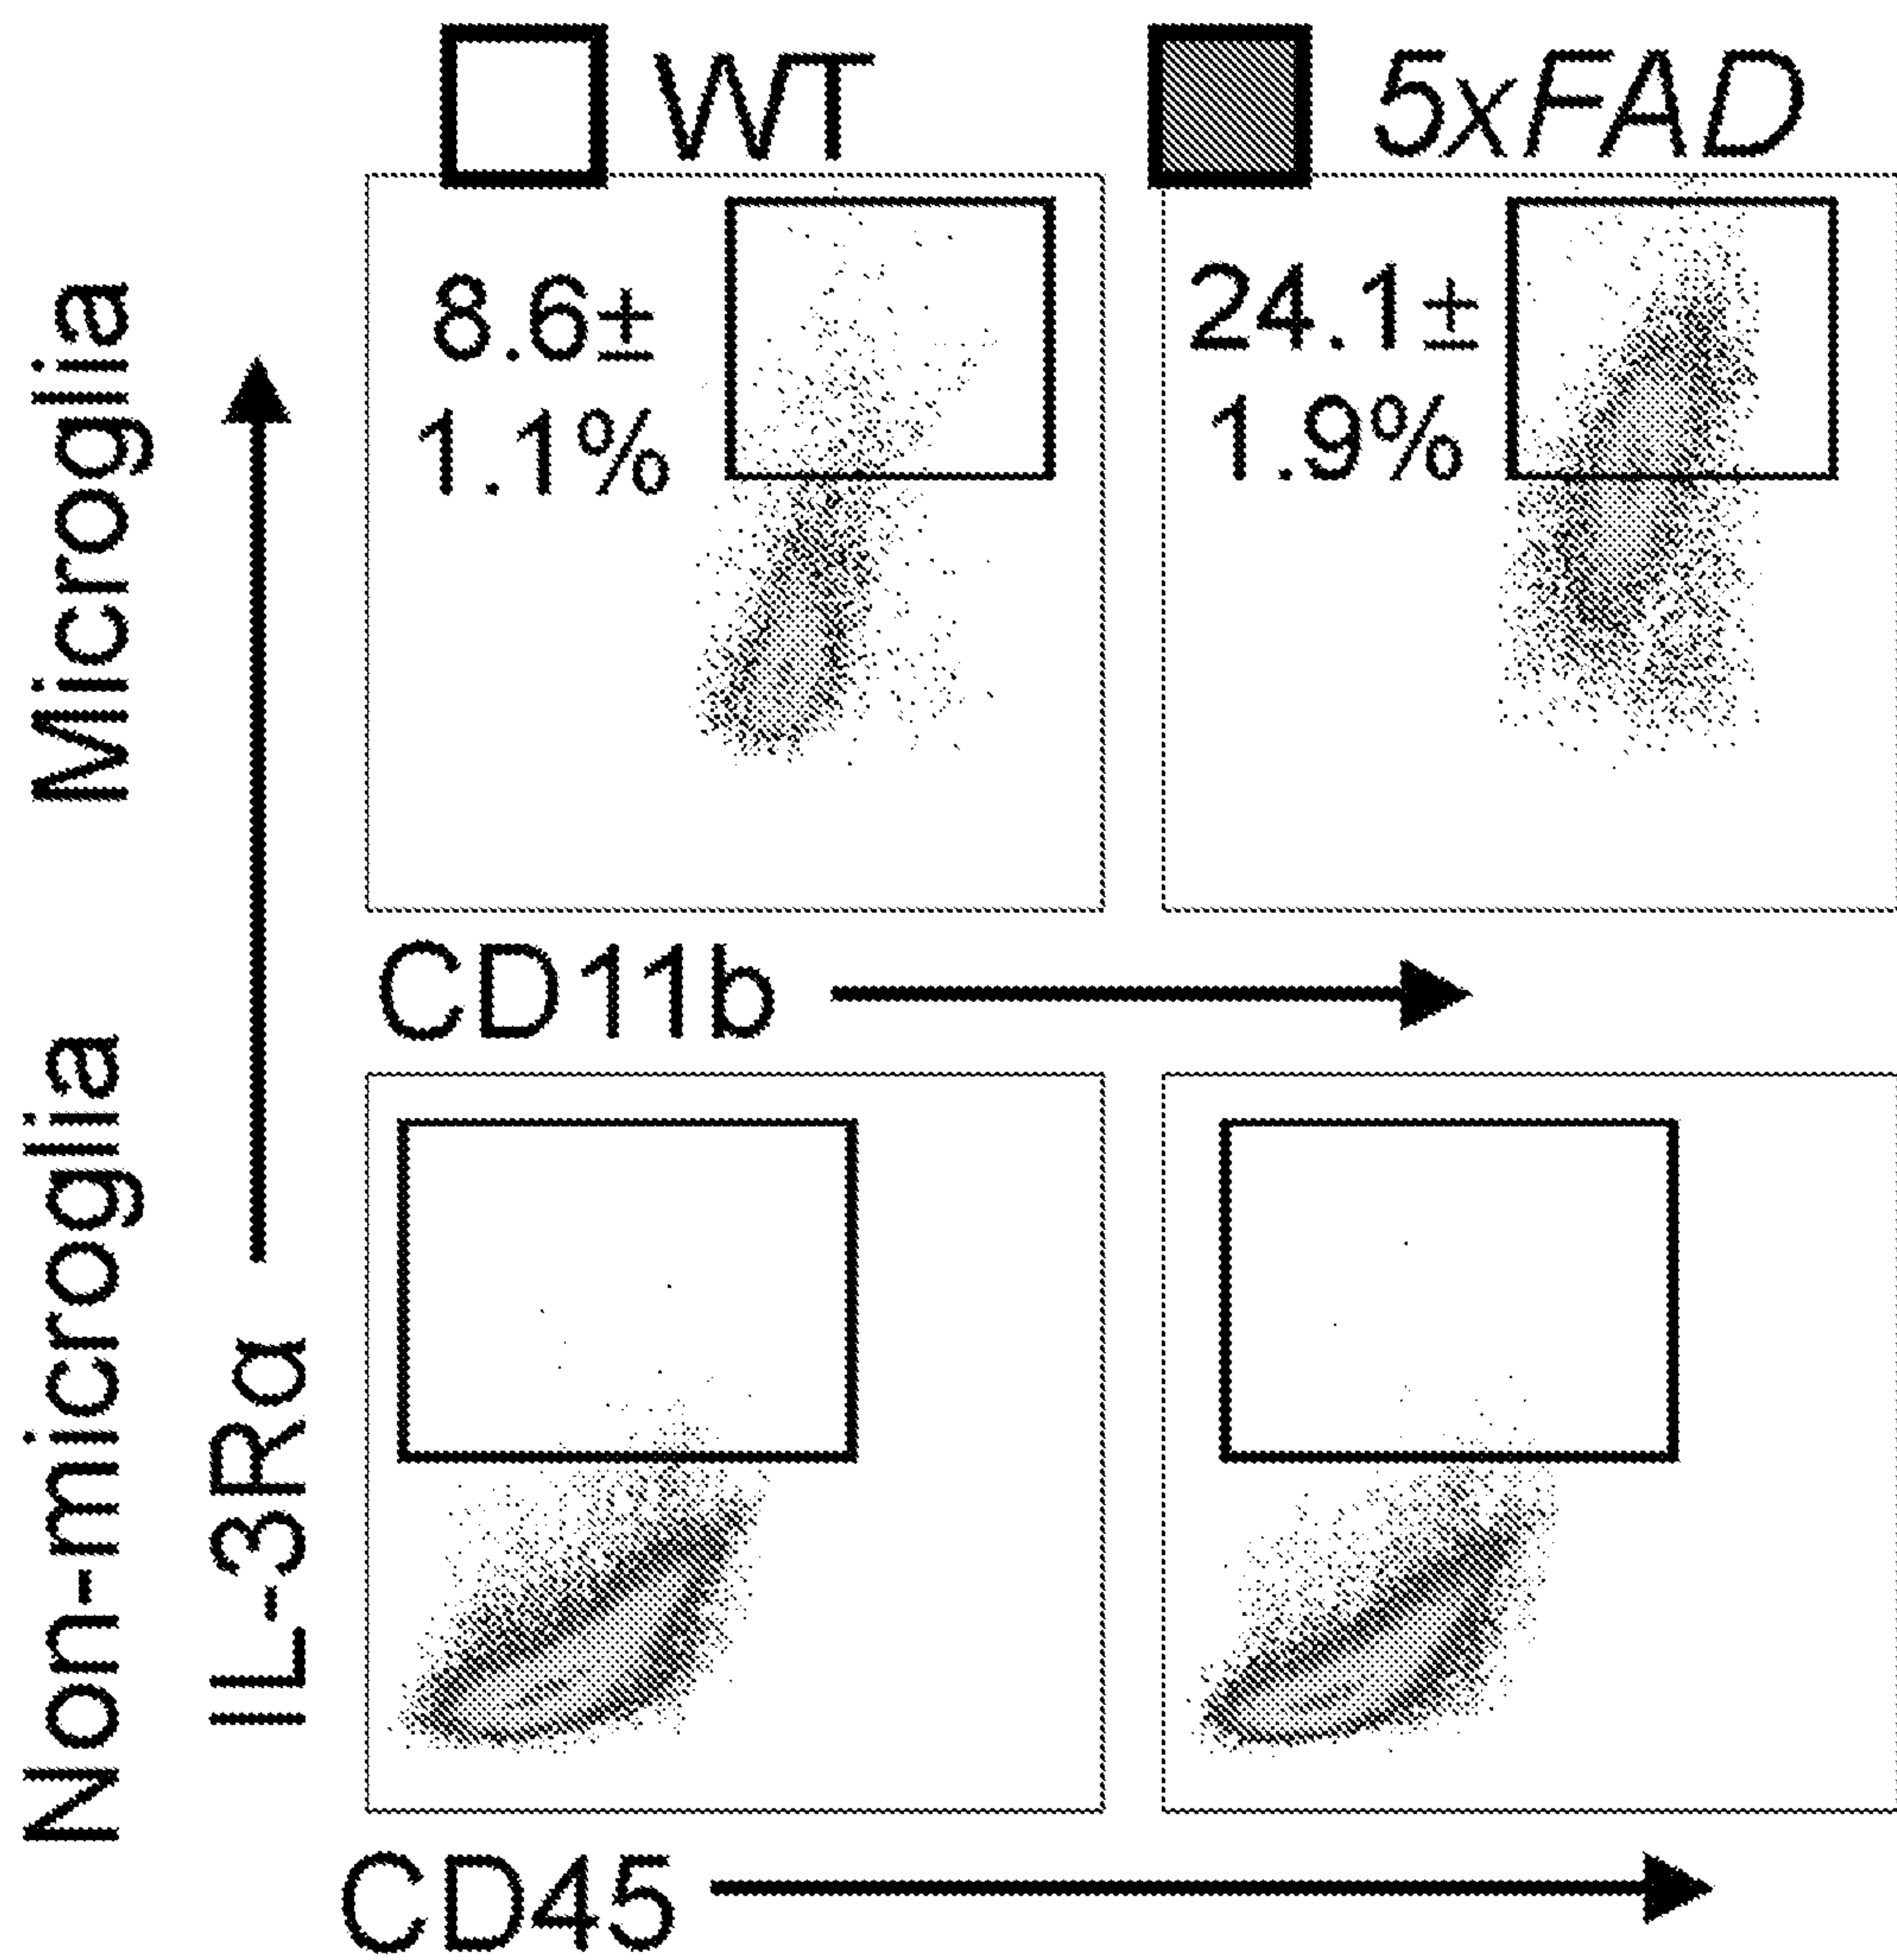 WT
5xFAD
Microglia
8.6±
1.1%
24.1±
1.9%
CD11b
Non-microglia
IL-3Rα
CD45